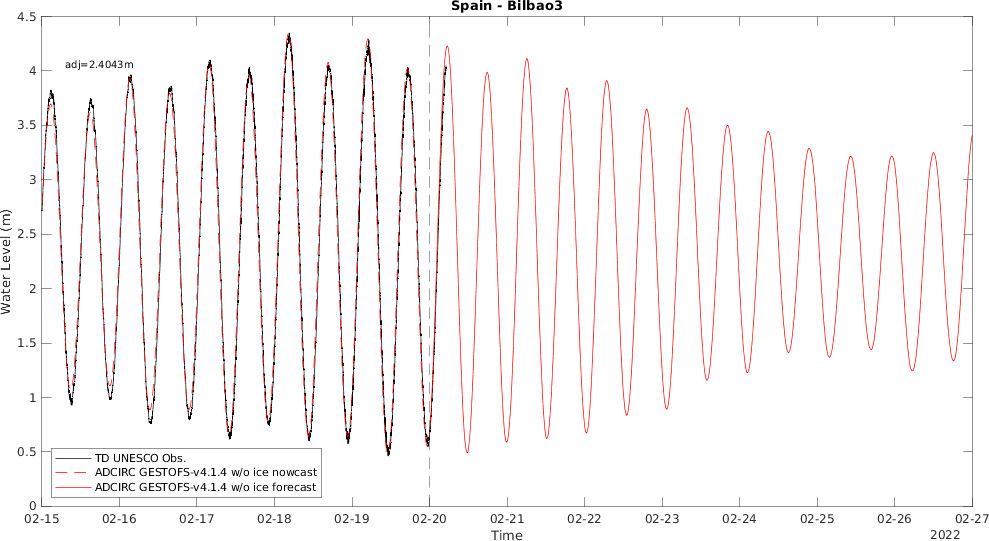 Spain - Bilbao3
4.5
4
3.5
3
2.5
2
1.5
1
0.5
0
Water Level (m)
adj=2.4043m
TD UNESCO Obs.
ADCIRC GESTOFS-v4.1.4 w/o ice nowcast
ADCIRC GESTOFS-v4.1.4 w/o ice forecast
02-15 02-16 02-17 02-18 02-19 02-20 02-21 02-22 02-23 02-24 02-25 02-26 02-27
Time
2022